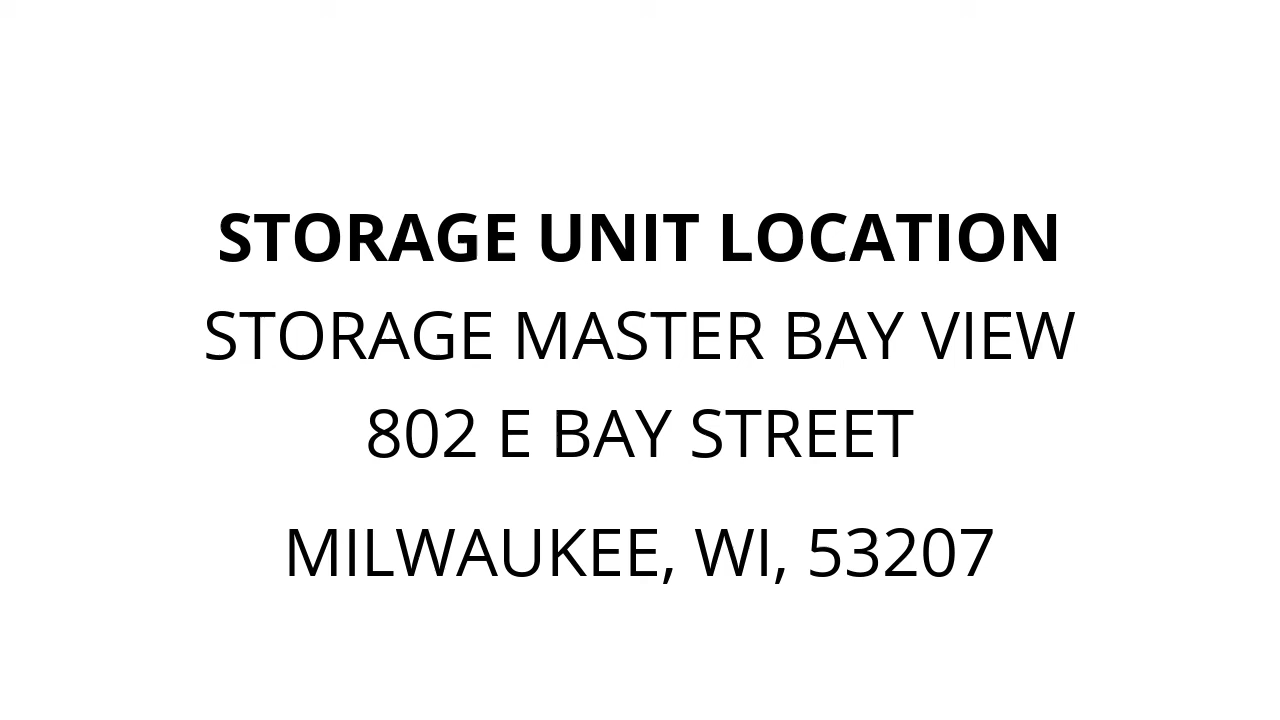 STORAGE UNIT LOCATION
STORAGE MASTER BAY VIEW
802 E BAY STREET
MILWAUKEE, WI, 53207